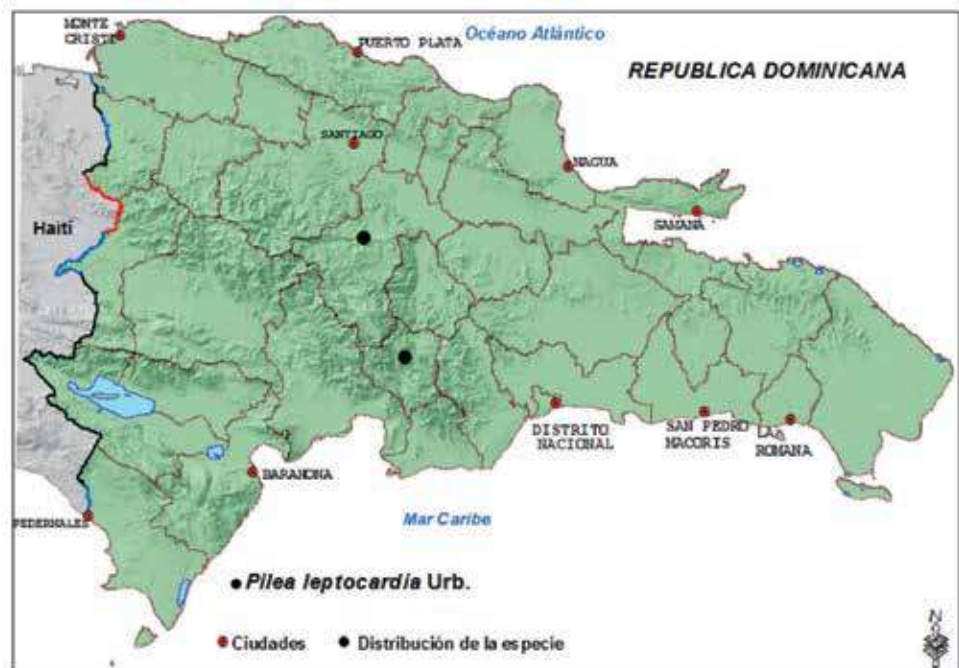 MONTE
CRISTI
PUERTO PLATA
Océano Atlántico
REPUBLICA DOMINICANA
SANTIAGO
NAGUA
SAMANÁ
Haití
DISTRITO
NACIONAL
SAN PEDRO
MACORIS
LA
ROMANA
BARAHONA
PEDERNALES
Mar Caribe
Pilea leptocardia Urb.
Ciudades
Distribución de la especie
N